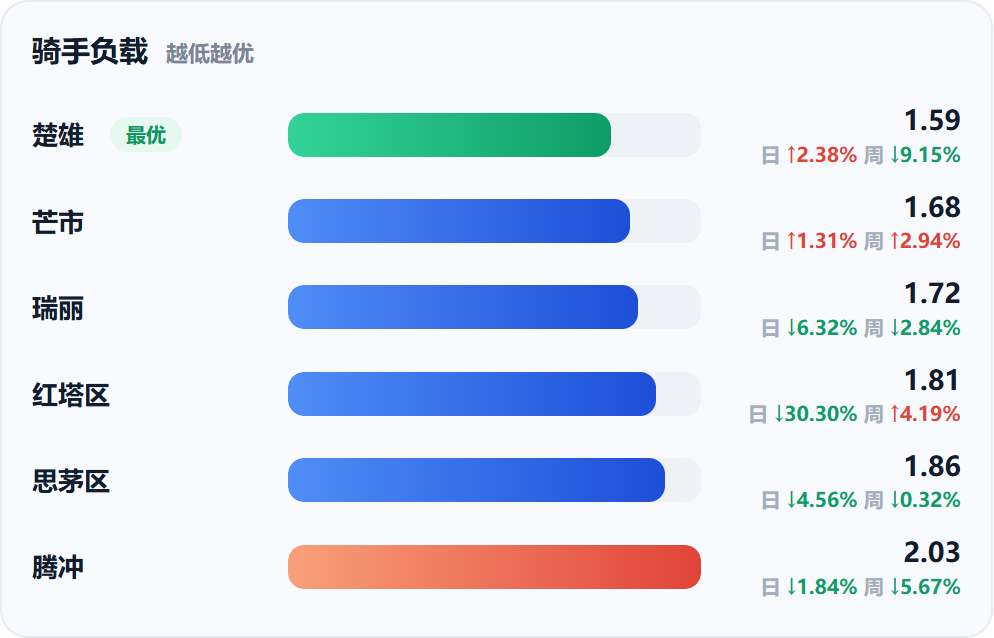 骑手负载 越低越优
楚雄 最优 1.59
日 ↑2.38% 周 ↓9.15%
芒市 1.68
日 ↑1.31% 周 ↑2.94%
瑞丽 1.72
日 ↓6.32% 周 ↓2.84%
红塔区 1.81
日 ↓30.30% 周 ↑4.19%
思茅区 1.86
日 ↓4.56% 周 ↓0.32%
腾冲 2.03
日 ↓1.84% 周 ↓5.67%